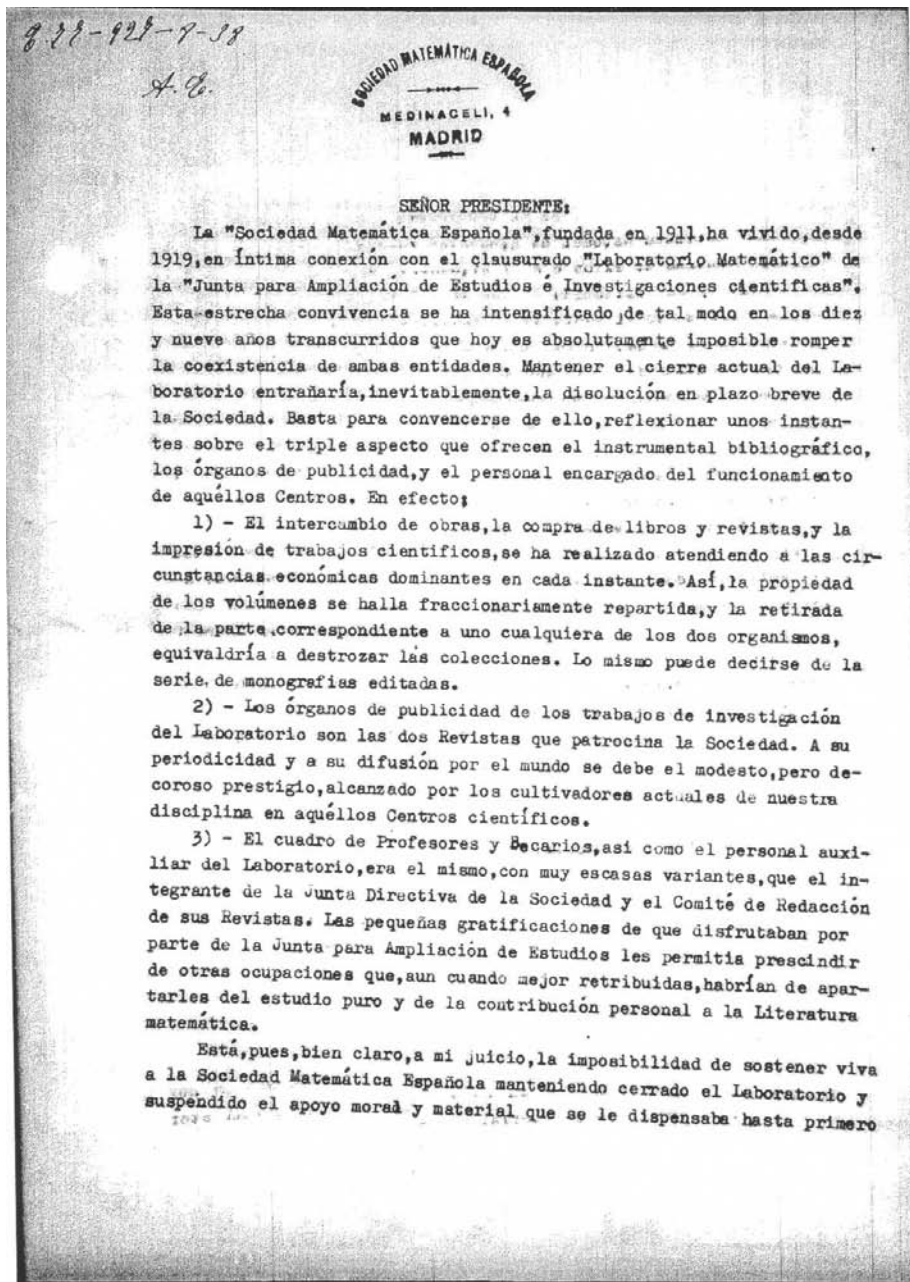 A. E.
SOCIEDAD MATEMÁTICA ESPAÑOLA
MEDINACELI, 4
MADRID
SEÑOR PRESIDENTE:
La "Sociedad Matemática Española",fundada en 1911,ha vivido,desde
1919,en íntima conexión con el clausurado "Laboratorio Matemático" de
la "Junta para Ampliación de Estudios é Investigaciones cientificas".
Esta estrecha convivencia se ha intensificado de tal modo en los diez
y nueve años transcurridos que hoy es absolutamente imposible romper
la coexistencia de ambas entidades. Mantener el cierre actual del La-
boratorio entrañaría,inevitablemente,la disolución en plazo breve de
la Sociedad. Basta para convencerse de ello,reflexionar unos instan-
tes sobre el triple aspecto que ofrecen el instrumental bibliográfico,
los órganos de publicidad,y el personal encargado del funcionamiento
de aquéllos Centros. En efecto:
1) - El intercambio de obras,la compra de libros y revistas,y la
impresión de trabajos cientificos,se ha realizado atendiendo a las cir-
cunstancias económicas dominantes en cada instante. Así,la propiedad
de los volúmenes se halla fraccionariamente repartida,y la retirada
de la parte correspondiente a uno cualquiera de los dos organismos,
equivaldría a destrozar las colecciones. Lo mismo puede decirse de la
serie de monografias editadas.
2) - Los órganos de publicidad de los trabajos de investigación
del Laboratorio son las dos Revistas que patrocina la Sociedad. A su
periodicidad y a su difusión por el mundo se debe el modesto,pero de-
coroso prestigio,alcanzado por los cultivadores actuales de nuestra
disciplina en aquéllos Centros científicos.
3) - El cuadro de Profesores y Becarios,asi como el personal auxi-
liar del Laboratorio,era el mismo,con muy escasas variantes,que el in-
tegrante de la Junta Directiva de la Sociedad y el Comité de Redacción
de sus Revistas. Las pequeñas gratificaciones de que disfrutaban por
parte de la Junta para Ampliación de Estudios les permitia prescindir
de otras ocupaciones que,aun cuando mejor retribuidas,habrían de apar-
tarles del estudio puro y de la contribución personal a la Literatura
matemática.
Está,pues,bien claro,a mi juicio,la imposibilidad de sostener viva
a la Sociedad Matemática Española manteniendo cerrado el Laboratorio y
suspendido el apoyo moral y material que se le dispensaba hasta primero